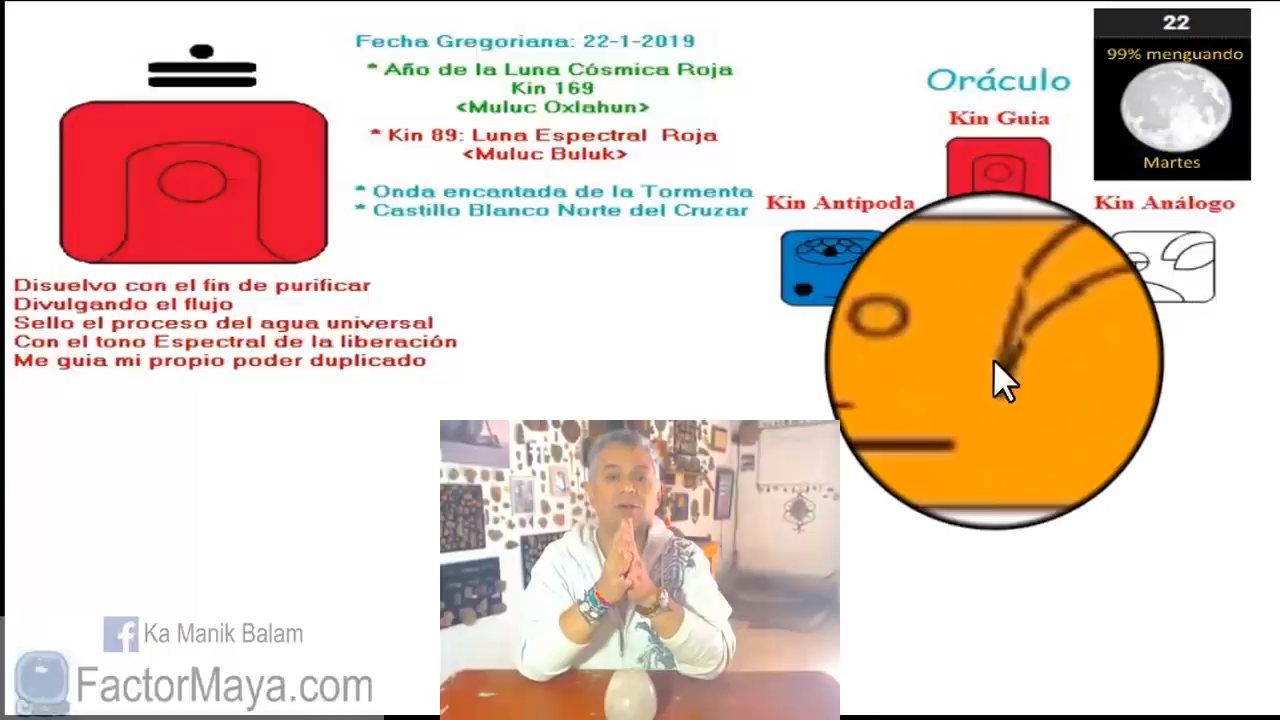 Fecha Gregoriana: 22-1-2019
* Año de la Luna Cósmica Roja
Kin 169
<Muluc Oxlahun>
* Kin 89: Luna Espectral Roja
<Muluc Buluk>
* Onda encantada de la Tormenta
* Castillo Blanco Norte del Cruzar
Disuelvo con el fin de purificar
Divulgando el flujo
Sello el proceso del agua universal
Con el tono Espectral de la liberación
Me guia mi propio poder duplicado
Oráculo
Kin Guia
Kin Antípoda
Kin Análogo
22
99% menguando
Martes
Ka Manik Balam
FactorMaya.com